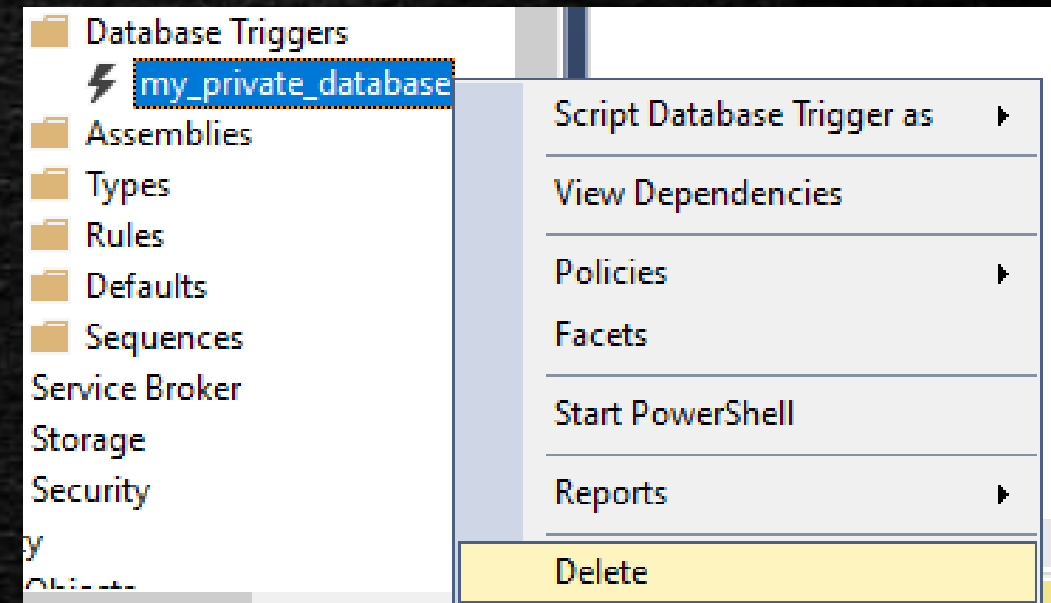 Database Triggers
my_private_database
Assemblies
Types
Rules
Defaults
Sequences
Service Broker
Storage
Security
y
Script Database Trigger as
View Dependencies
Policies
Facets
Start PowerShell
Reports
Delete